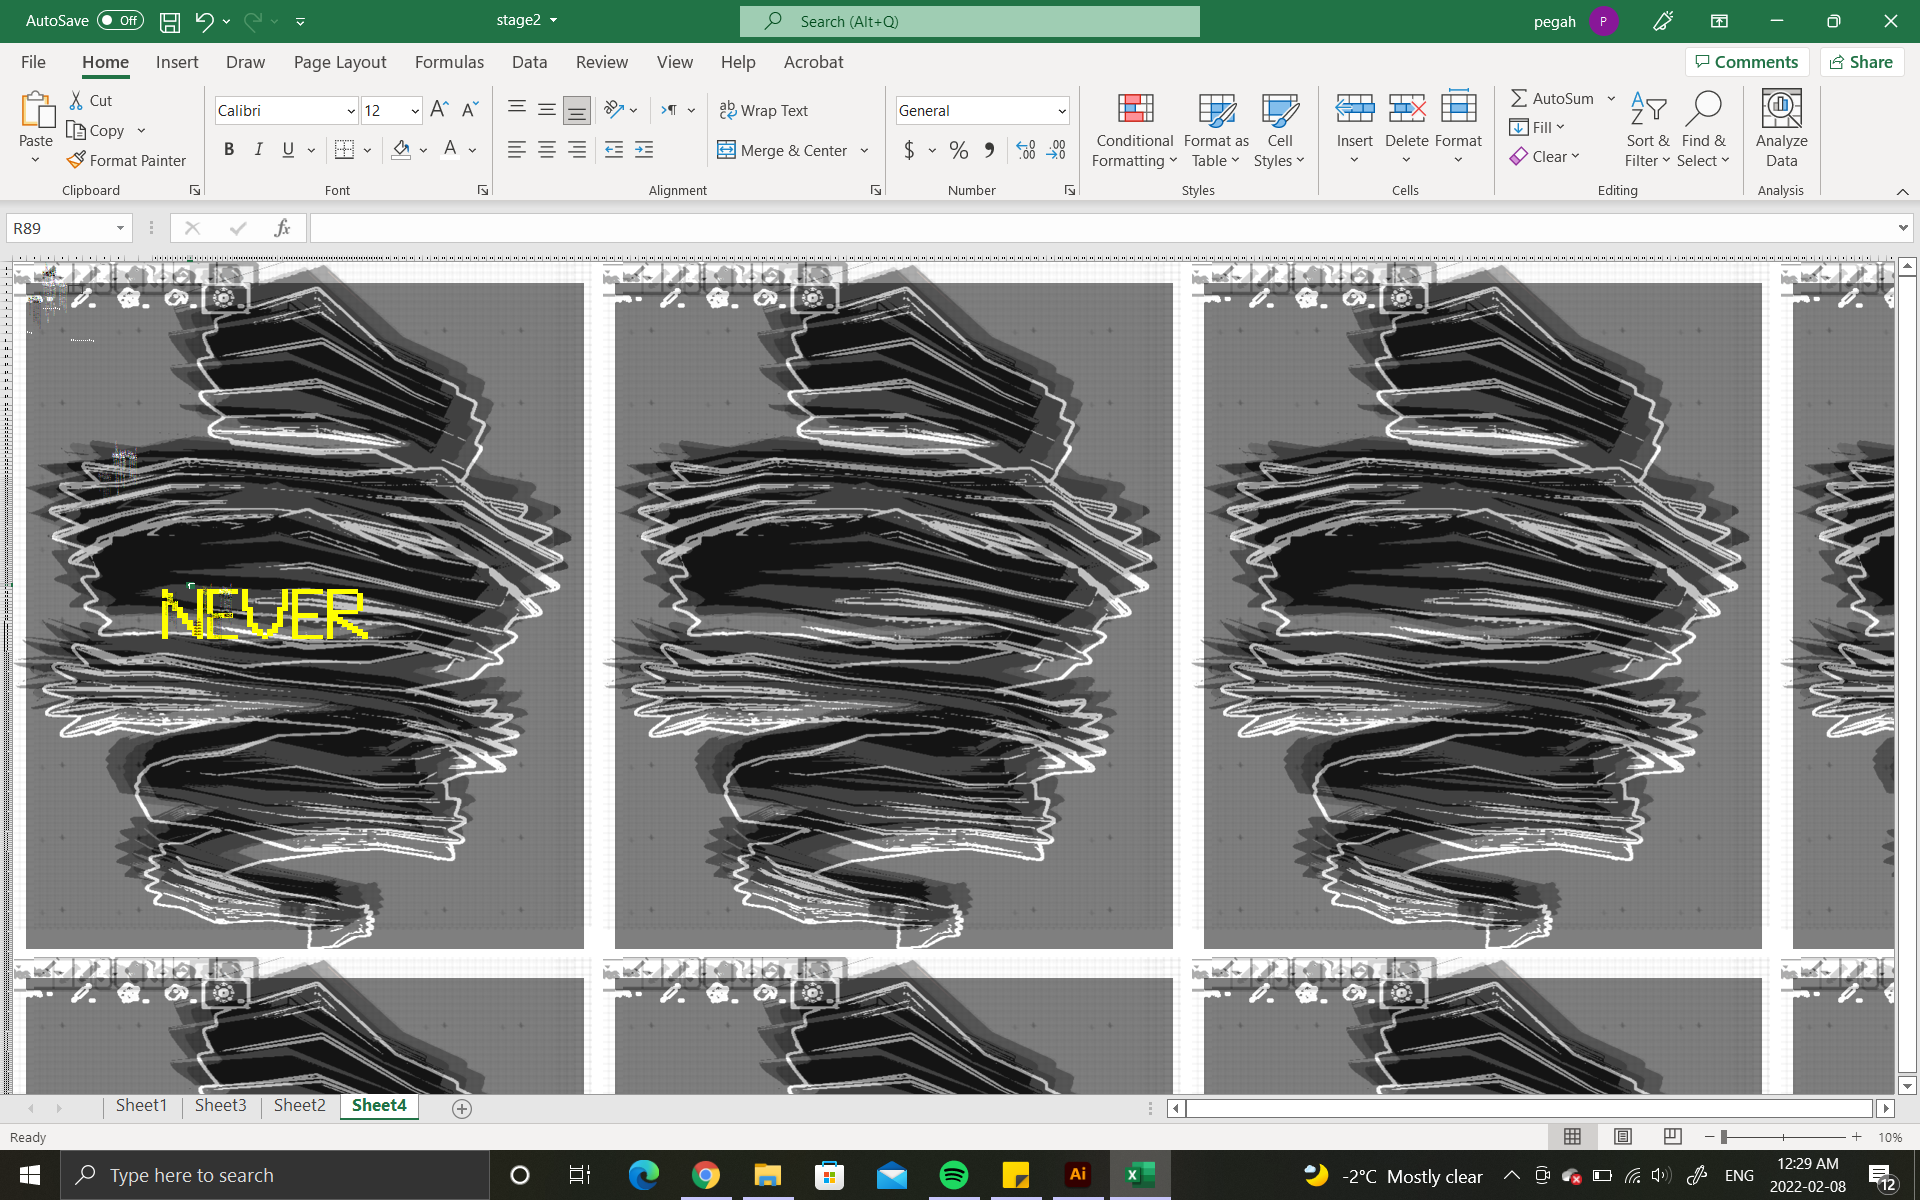 AutoSave Off stage2 Search (Alt+Q) pegah P
File Home Insert Draw Page Layout Formulas Data Review View Help Acrobat Comments Share
Paste Cut Copy Format Painter Clipboard
Calibri 12 B I U A Font
Wrap Text Merge & Center Alignment
General $ % Number
Conditional Formatting Format as Table Cell Styles Styles
Insert Delete Format Cells
AutoSum Fill Clear Sort & Filter Find & Select Editing
Analyze Data Analysis
R89 fx
NEVER
Sheet1 Sheet3 Sheet2 Sheet4
Ready 10%
Type here to search Ai -2°C Mostly clear ENG 12:29 AM 2022-02-08 12